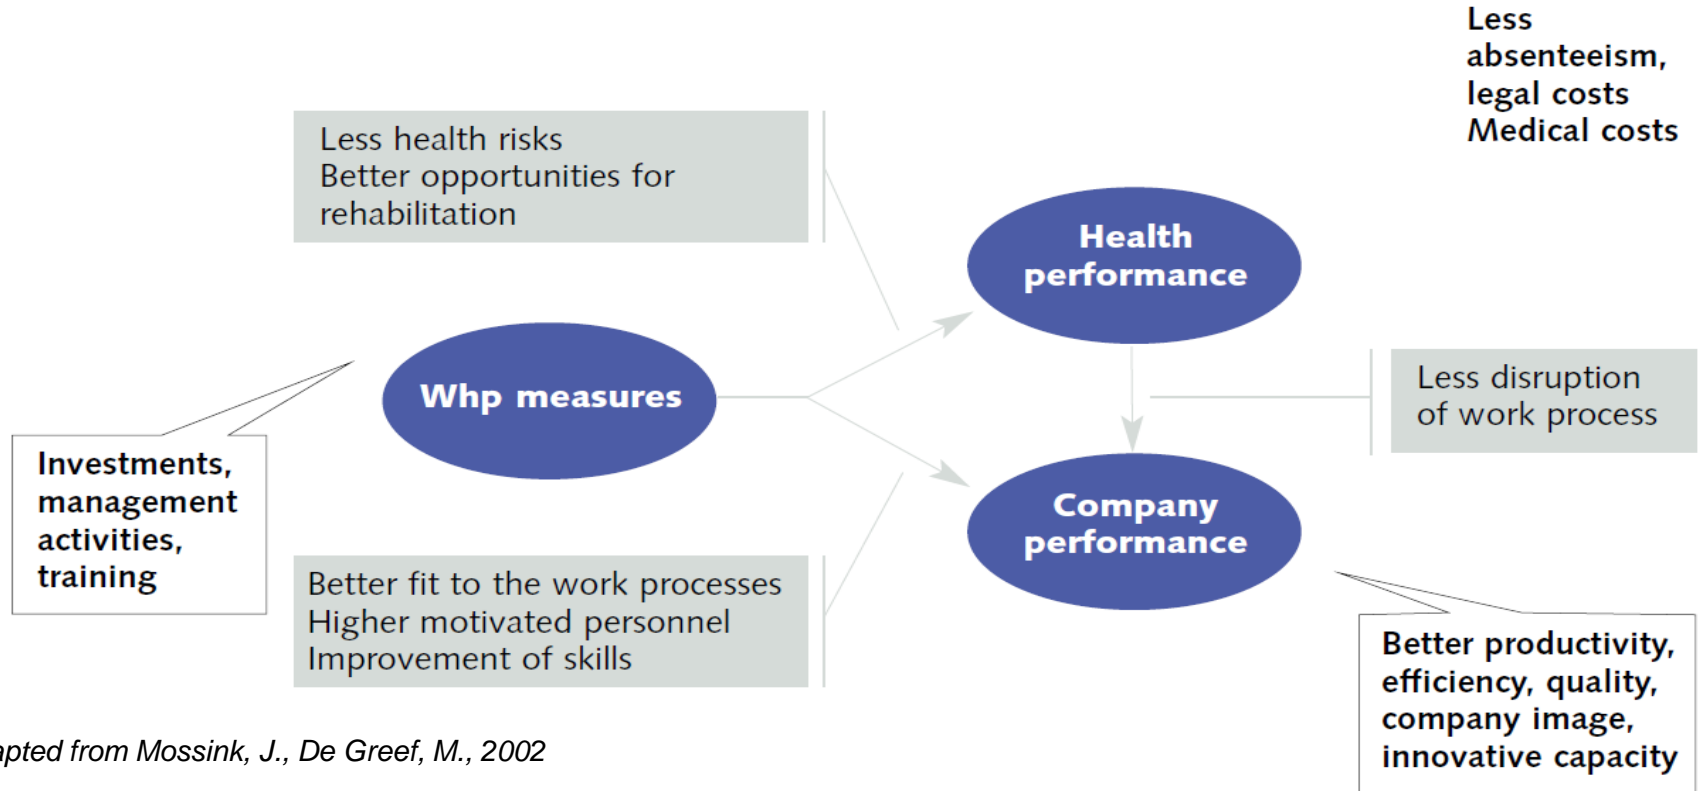 Less
absenteeism,
legal costs
Medical costs
Less health risks
Better opportunities for
rehabilitation
Health
performance
Whp measures
Less disruption
of work process
Investments,
management
activities,
training
Company
performance
Better fit to the work processes
Higher motivated personnel
Improvement of skills
Better productivity,
efficiency, quality,
company image,
innovative capacity
apted from Mossink, J., De Greef, M., 2002